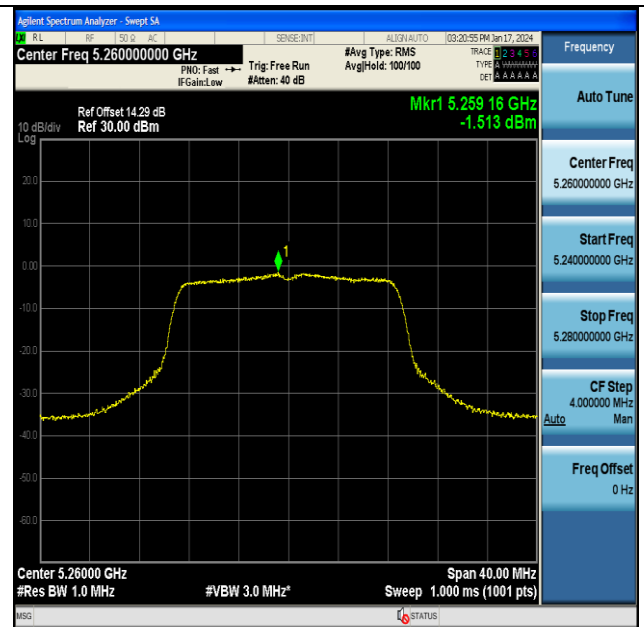 Agilent Spectrum Analyzer - Swept SA
RL RF 50 Ω AC SENSE:INT ALIGNAUTO 03:20:55 PM Jan 17, 2024
Center Freq 5.260000000 GHz
PNO: Fast
IFGain:Low
Trig: Free Run
#Atten: 40 dB
#Avg Type: RMS
Avg|Hold: 100/100
TRACE 1 2 3 4 5 6
TYPE A
DET A A A A A A
Mkr1 5.259 16 GHz
-1.513 dBm
Ref Offset 14.29 dB
10 dB/div Ref 30.00 dBm
Log
20.0
10.0
0.00
-10.0
-20.0
-30.0
-40.0
-50.0
-60.0
1
Center 5.26000 GHz Span 40.00 MHz
#Res BW 1.0 MHz #VBW 3.0 MHz* Sweep 1.000 ms (1001 pts)
MSG STATUS
Frequency
Auto Tune
Center Freq
5.260000000 GHz
Start Freq
5.240000000 GHz
Stop Freq
5.280000000 GHz
CF Step
4.000000 MHz
Auto Man
Freq Offset
0 Hz